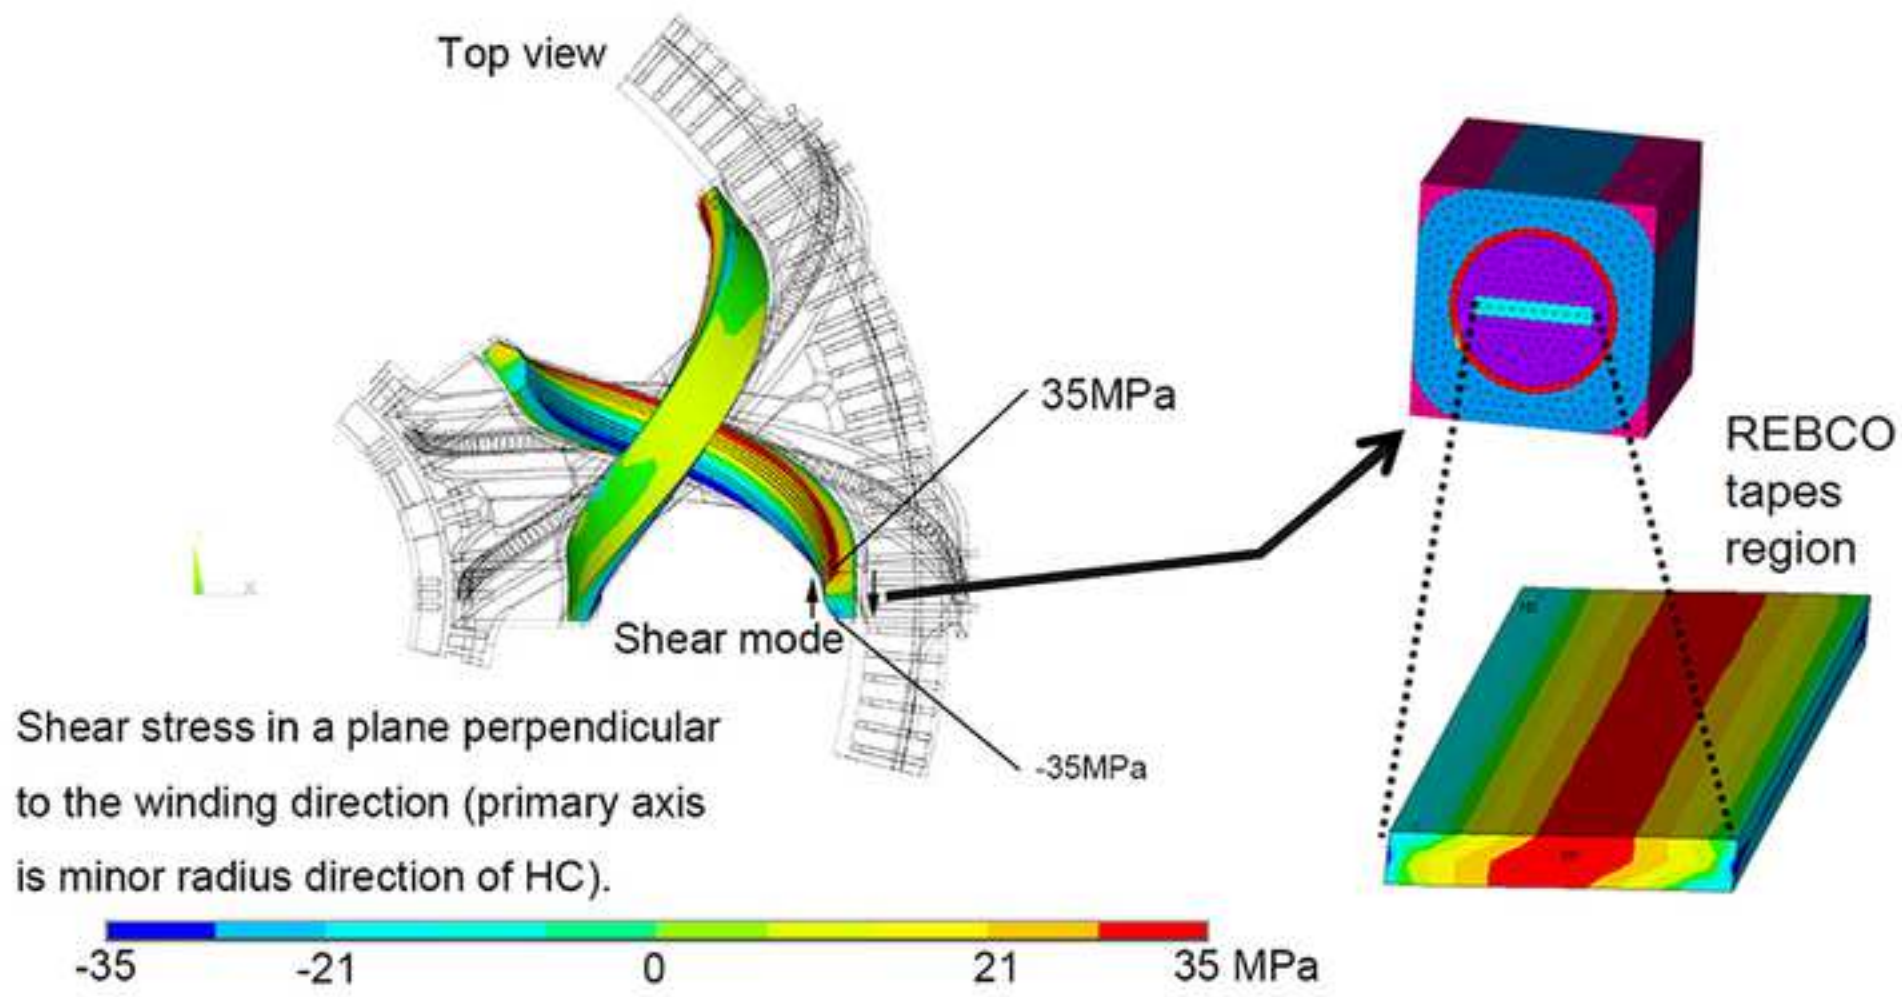 Top view
35MPa
REBCO
tapes
region
Shear mode
-35MPa
Shear stress in a plane perpendicular
to the winding direction (primary axis
is minor radius direction of HC).
-35 -21 0 21 35 MPa
X